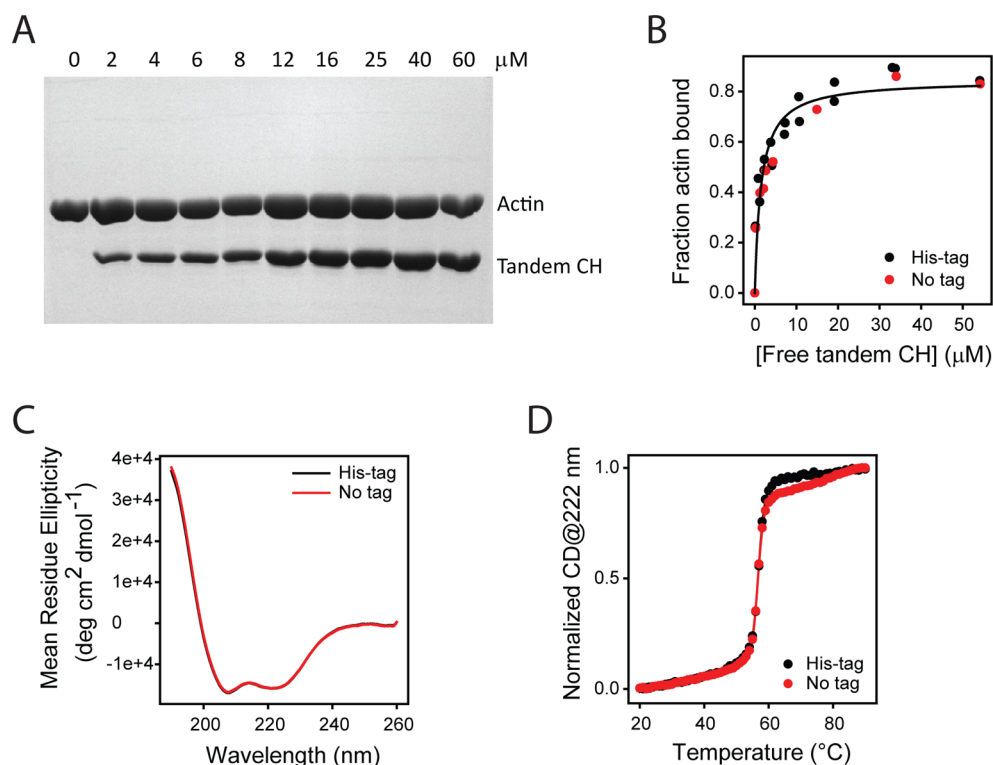 A
0 2 4 6 8 12 16 25 40 60 μM
Actin
Tandem CH
B
Fraction actin bound
0.8
0.6
0.4
0.2
0.0
His-tag
No tag
0 10 20 30 40 50
[Free tandem CH] (μM)
C
Mean Residue Ellipticity
(deg cm² dmol⁻¹)
4e+4
3e+4
2e+4
1e+4
0
-1e+4
His-tag
No tag
200 220 240 260
Wavelength (nm)
D
Normalized CD@222 nm
1.0
0.5
0.0
His-tag
No tag
20 40 60 80
Temperature (°C)